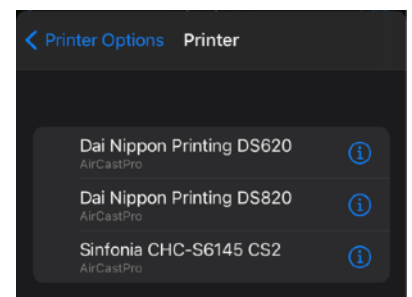 Printer Options Printer
Dai Nippon Printing DS620
AirCastPro
Dai Nippon Printing DS820
AirCastPro
Sinfonia CHC-S6145 CS2
AirCastPro